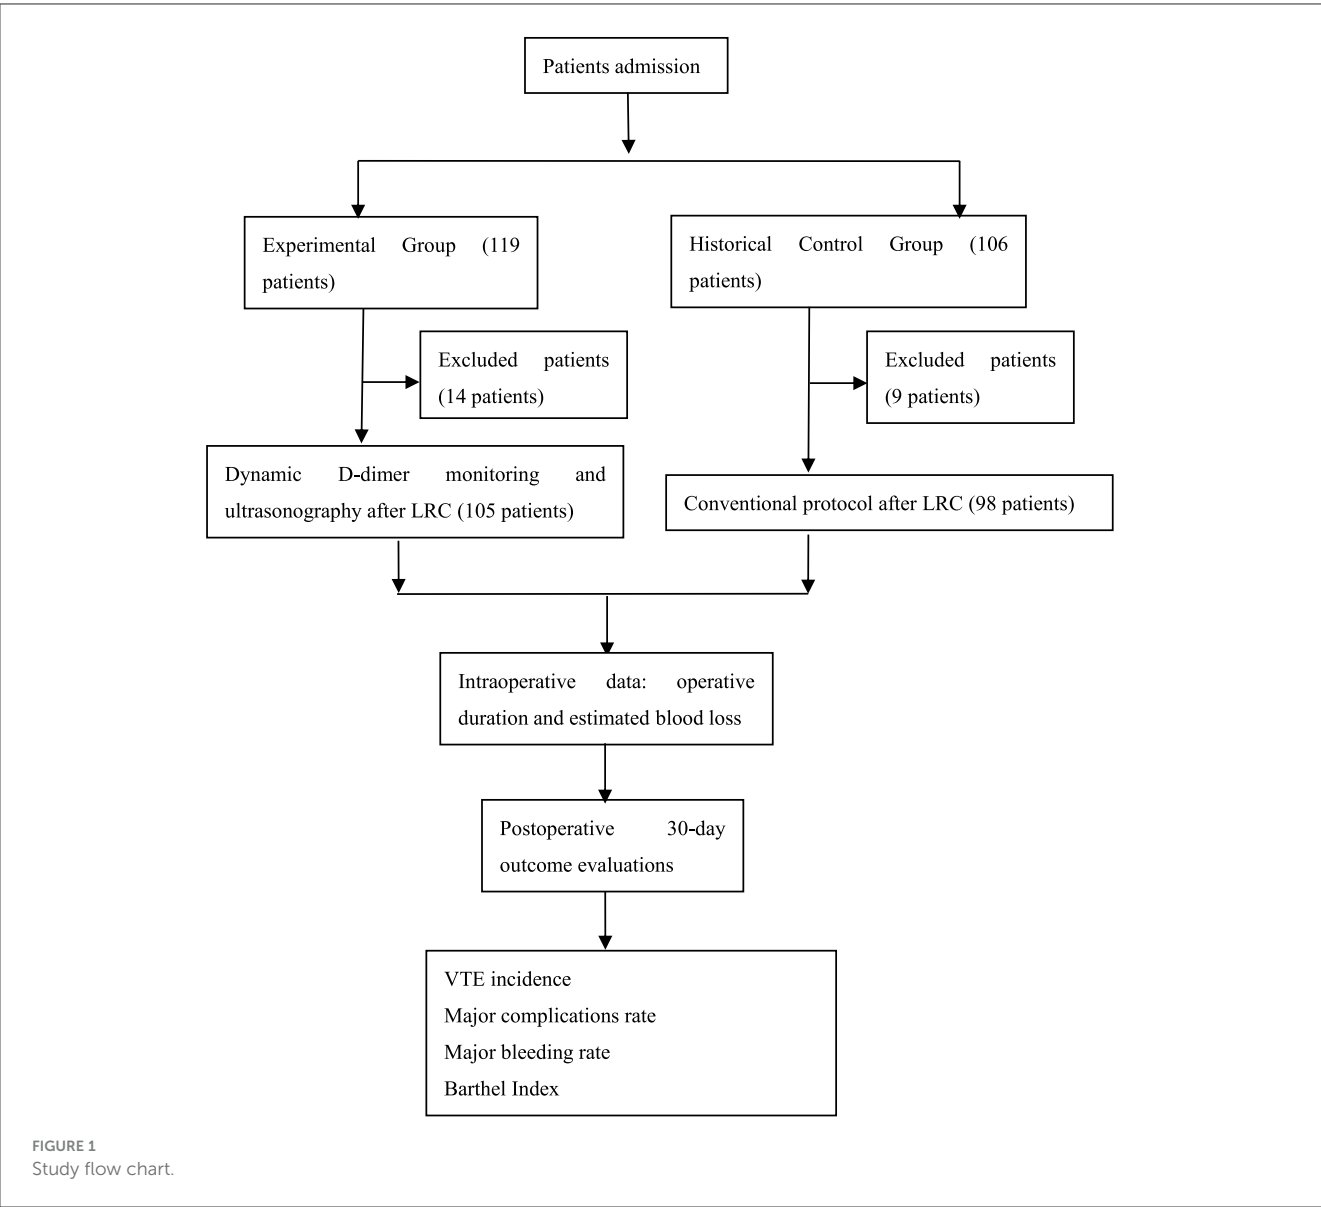 Patients admission
Experimental Group (119
patients)
Historical Control Group (106
patients)
Excluded patients
(14 patients)
Excluded patients
(9 patients)
Dynamic D-dimer monitoring and
ultrasonography after LRC (105 patients)
Conventional protocol after LRC (98 patients)
Intraoperative data: operative
duration and estimated blood loss
Postoperative 30-day
outcome evaluations
VTE incidence
Major complications rate
Major bleeding rate
Barthel Index
FIGURE 1
Study flow chart.